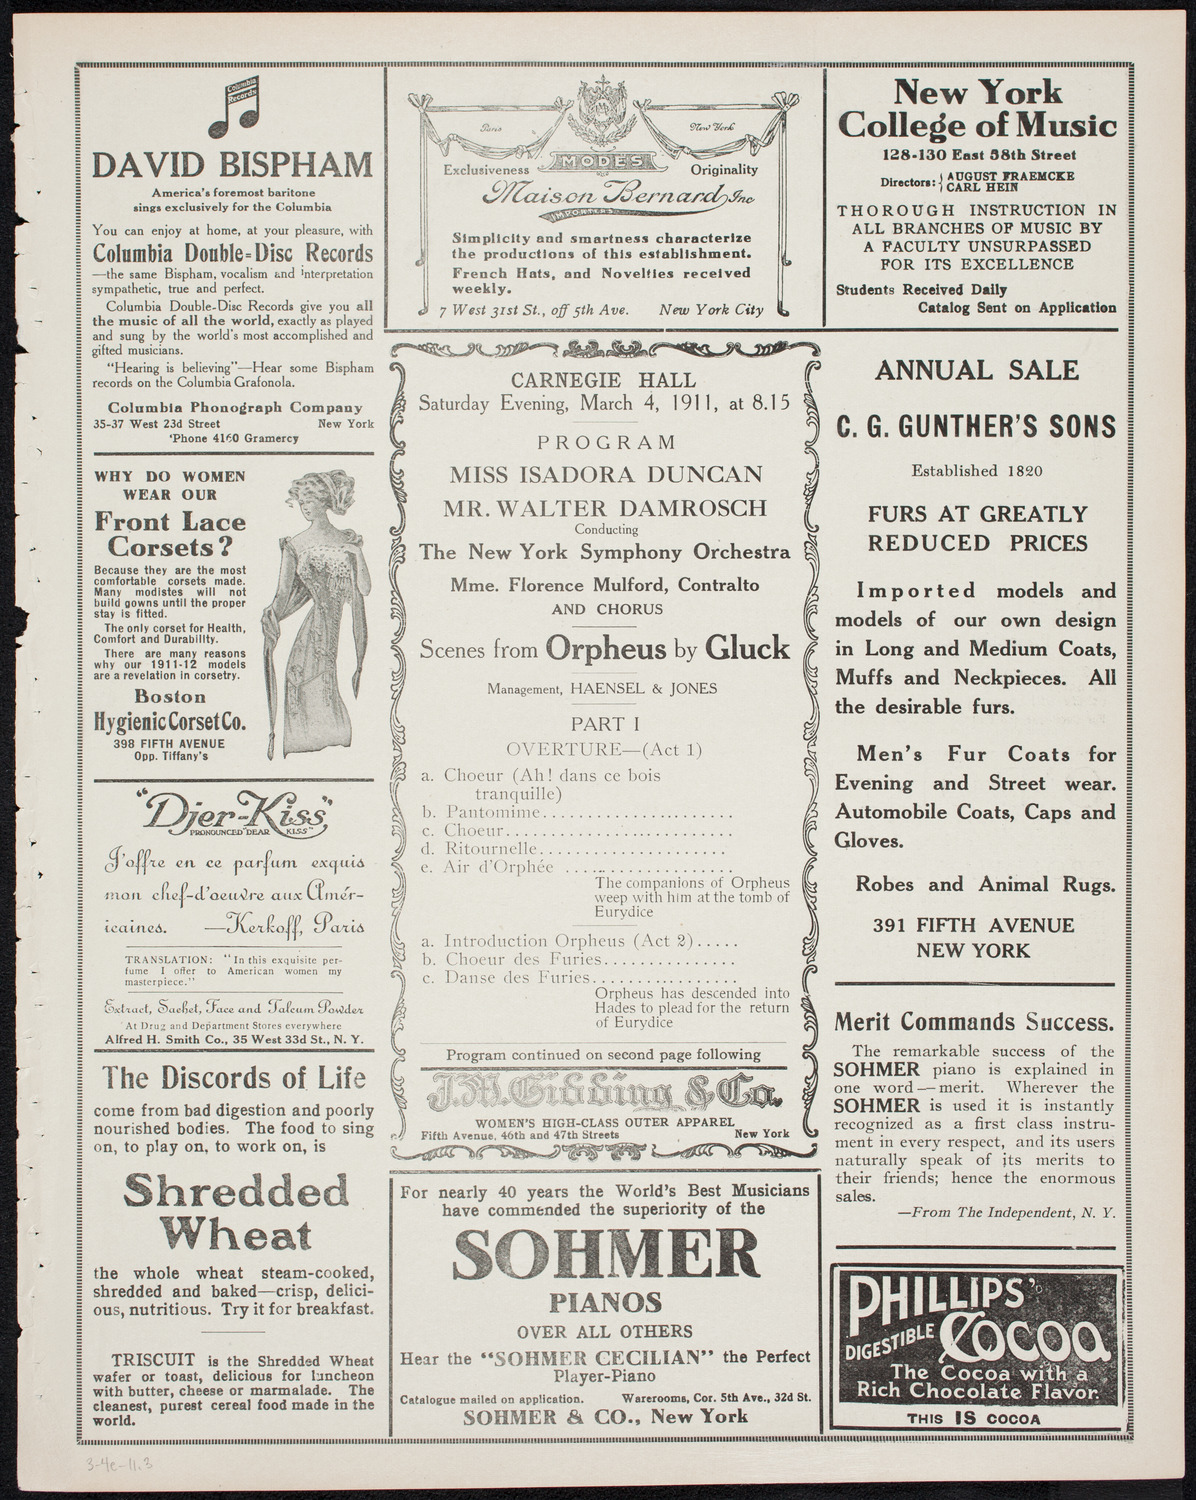 Columbia
Records
DAVID BISPHAM
America's foremost baritone
sings exclusively for the Columbia
You can enjoy at home, at your pleasure, with
Columbia Double=Disc Records
—the same Bispham, vocalism and interpretation
sympathetic, true and perfect.
Columbia Double-Disc Records give you all
the music of all the world, exactly as played
and sung by the world's most accomplished and
gifted musicians.
"Hearing is believing"—Hear some Bispham
records on the Columbia Grafonola.
Columbia Phonograph Company
35-37 West 23d Street New York
'Phone 4160 Gramercy
WHY DO WOMEN
WEAR OUR
Front Lace
Corsets?
Because they are the most
comfortable corsets made.
Many modistes will not
build gowns until the proper
stay is fitted.
The only corset for Health,
Comfort and Durability.
There are many reasons
why our 1911-12 models
are a revelation in corsetry.
Boston
Hygienic Corset Co.
398 FIFTH AVENUE
Opp. Tiffany's
"Djer-Kiss"
PRONOUNCED "DEAR KISS"
J'offre en ce parfum exquis
mon chef-d'oeuvre aux Amér-
icaines. —Kerkoff, Paris
TRANSLATION: "In this exquisite per-
fume I offer to American women my
masterpiece."
Extract, Sachet, Face and Talcum Powder
At Drug and Department Stores everywhere
Alfred H. Smith Co., 35 West 33d St., N. Y.
The Discords of Life
come from bad digestion and poorly
nourished bodies. The food to sing
on, to play on, to work on, is
Shredded
Wheat
the whole wheat steam-cooked,
shredded and baked—crisp, delici-
ous, nutritious. Try it for breakfast.
TRISCUIT is the Shredded Wheat
wafer or toast, delicious for luncheon
with butter, cheese or marmalade. The
cleanest, purest cereal food made in the
world.
Paris New York
MODES
Exclusiveness Originality
Maison Bernard Inc
IMPORTERS
Simplicity and smartness characterize
the productions of this establishment.
French Hats, and Novelties received
weekly.
7 West 31st St., off 5th Ave. New York City
CARNEGIE HALL
Saturday Evening, March 4, 1911, at 8.15
PROGRAM
MISS ISADORA DUNCAN
MR. WALTER DAMROSCH
Conducting
The New York Symphony Orchestra
Mme. Florence Mulford, Contralto
AND CHORUS
Scenes from Orpheus by Gluck
Management, HAENSEL & JONES
PART I
OVERTURE—(Act 1)
a. Choeur (Ah! dans ce bois
tranquille)
b. Pantomime......................
c. Choeur..........................
d. Ritournelle.....................
e. Air d'Orphée ...................
The companions of Orpheus
weep with him at the tomb of
Eurydice
a. Introduction Orpheus (Act 2).....
b. Choeur des Furies...............
c. Danse des Furies................
Orpheus has descended into
Hades to plead for the return
of Eurydice
Program continued on second page following
J.M. Gidding & Co.
WOMEN'S HIGH-CLASS OUTER APPAREL
Fifth Avenue, 46th and 47th Streets New York
For nearly 40 years the World's Best Musicians
have commended the superiority of the
SOHMER
PIANOS
OVER ALL OTHERS
Hear the "SOHMER CECILIAN" the Perfect
Player-Piano
Catalogue mailed on application. Warerooms, Cor. 5th Ave., 32d St.
SOHMER & CO., New York
New York
College of Music
128-130 East 58th Street
Directors: AUGUST FRAEMCKE
CARL HEIN
THOROUGH INSTRUCTION IN
ALL BRANCHES OF MUSIC BY
A FACULTY UNSURPASSED
FOR ITS EXCELLENCE
Students Received Daily
Catalog Sent on Application
ANNUAL SALE
C. G. GUNTHER'S SONS
Established 1820
FURS AT GREATLY
REDUCED PRICES
Imported models and
models of our own design
in Long and Medium Coats,
Muffs and Neckpieces. All
the desirable furs.
Men's Fur Coats for
Evening and Street wear.
Automobile Coats, Caps and
Gloves.
Robes and Animal Rugs.
391 FIFTH AVENUE
NEW YORK
Merit Commands Success.
The remarkable success of the
SOHMER piano is explained in
one word—merit. Wherever the
SOHMER is used it is instantly
recognized as a first class instru-
ment in every respect, and its users
naturally speak of its merits to
their friends; hence the enormous
sales.
—From The Independent, N. Y.
PHILLIPS'
DIGESTIBLE COCOA
The Cocoa with a
Rich Chocolate Flavor.
THIS IS COCOA
3-4e-11.3